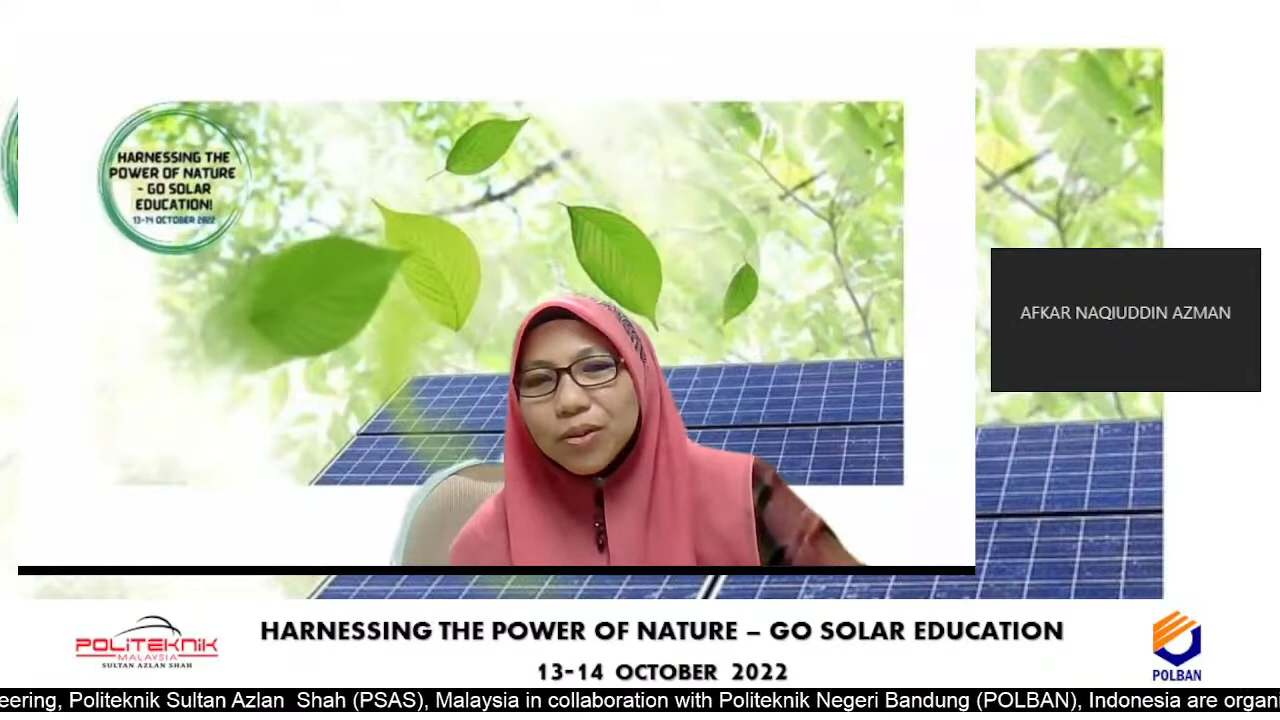 HARNESSING THE
POWER OF NATURE
- GO SOLAR
EDUCATION!
13-14 OCTOBER 2022
AFKAR NAQIUDDIN AZMAN
POLITEKNIK
MALAYSIA
SULTAN AZLAN SHAH
HARNESSING THE POWER OF NATURE – GO SOLAR EDUCATION
13-14 OCTOBER 2022
POLBAN
eering, Politeknik Sultan Azlan Shah (PSAS), Malaysia in collaboration with Politeknik Negeri Bandung (POLBAN), Indonesia are organi